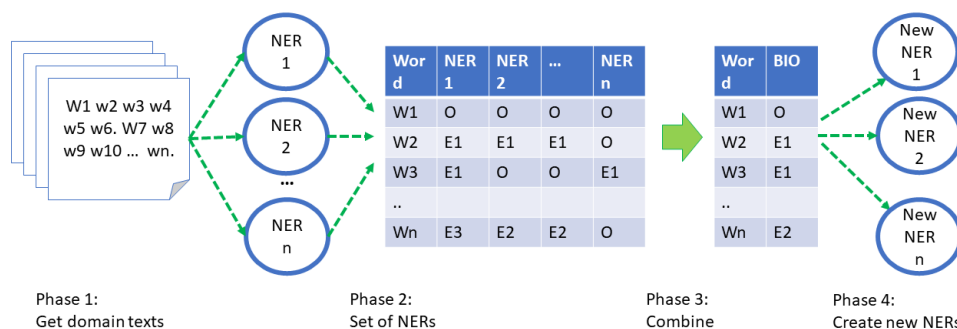 W1 w2 w3 w4
w5 w6. W7 w8
w9 w10 ... wn.
NER
1
NER
2
...
NER
n
Wor
d NER
1 NER
2 ... NER
n
W1 O O O O
W2 E1 E1 E1 O
W3 E1 O O E1
..
Wn E3 E2 E2 O
Wor
d BIO
W1 O
W2 E1
W3 E1
..
Wn E2
New
NER
1
New
NER
2
New
NER
n
Phase 1:
Get domain texts
Phase 2:
Set of NERs
Phase 3:
Combine
Phase 4:
Create new NERs